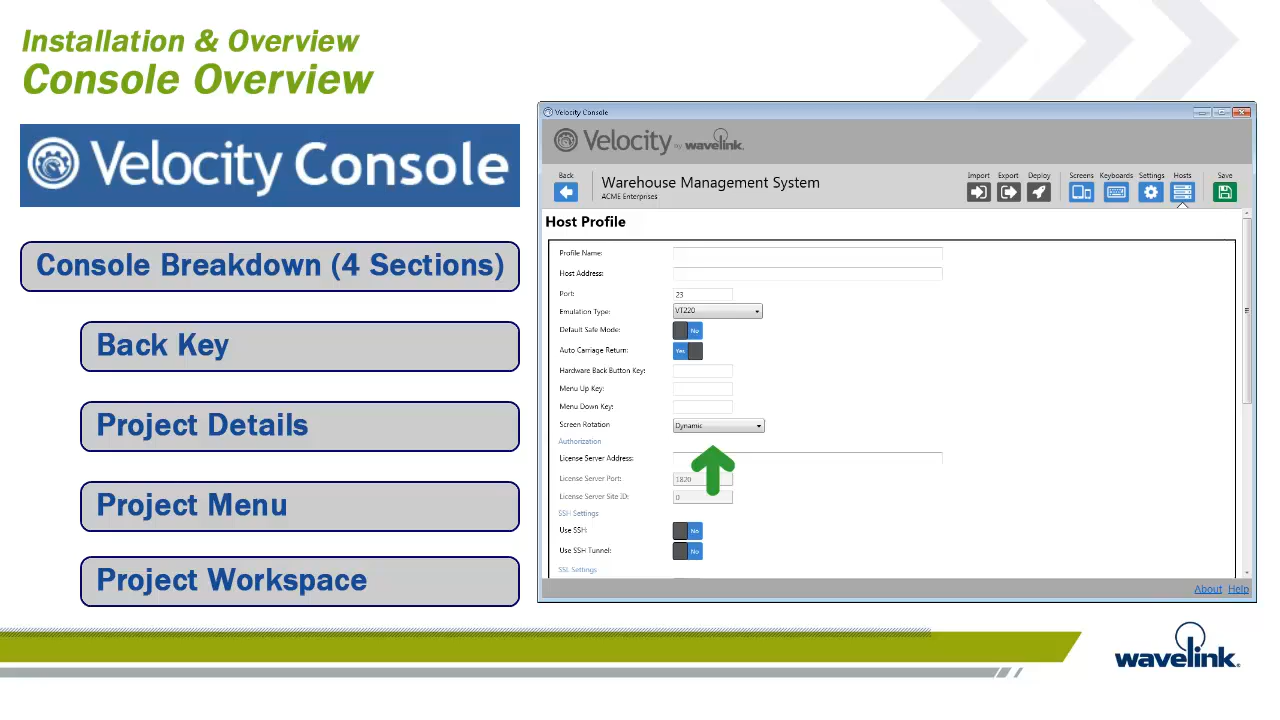 Installation & Overview
Console Overview
Velocity Console
Console Breakdown (4 Sections)
Back Key
Project Details
Project Menu
Project Workspace
Velocity Console
Velocity by wavelink.
Back
Warehouse Management System
ACME Enterprises
Import Export Deploy Screens Keyboards Settings Hosts Save
Host Profile
Profile Name:
Host Address:
Port: 23
Emulation Type: VT220
Default Safe Mode: No
Auto Carriage Return: Yes
Hardware Back Button Key:
Menu Up Key:
Menu Down Key:
Screen Rotation Dynamic
Authorization
License Server Address:
License Server Port: 1820
License Server Site ID: 0
SSH Settings
Use SSH: No
Use SSH Tunnel: No
SSL Settings
About Help
wavelink.